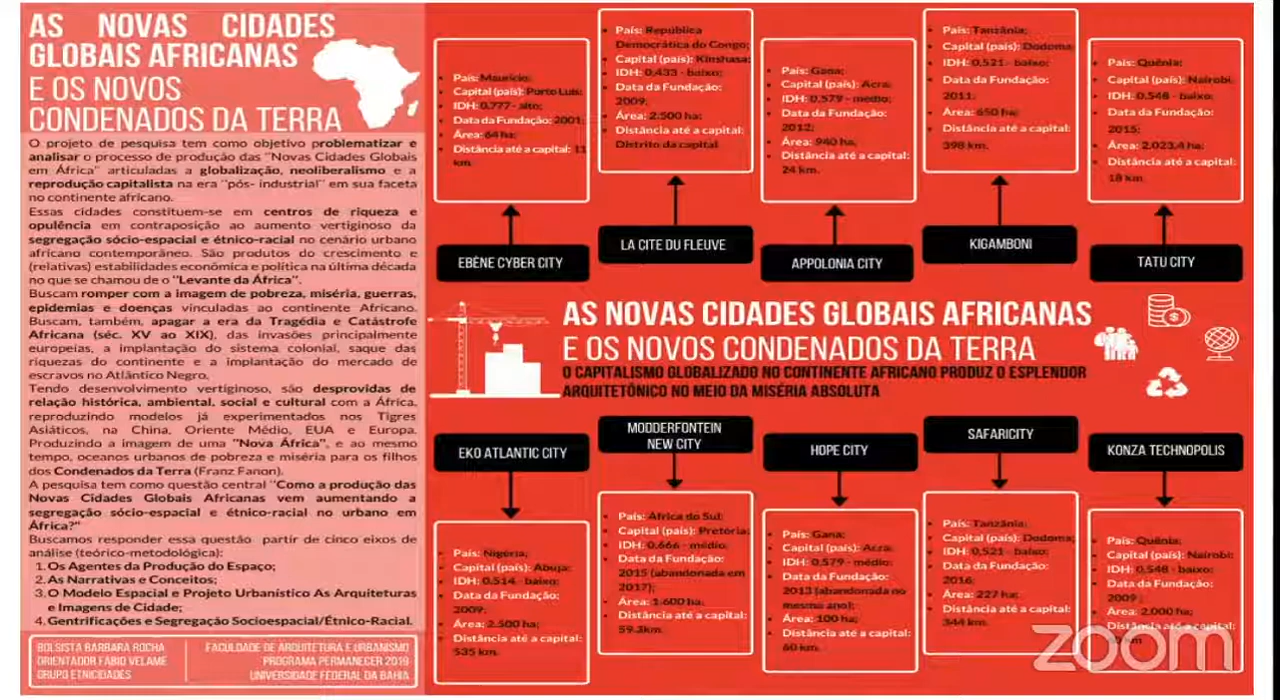 AS NOVAS CIDADES
GLOBAIS AFRICANAS
E OS NOVOS
CONDENADOS DA TERRA
O projeto de pesquisa tem como objetivo problematizar e
analisar o processo de produção das "Novas Cidades Globais
em África" articuladas a globalização, neoliberalismo e a
reprodução capitalista na era "pós- industrial" em sua faceta
no continente africano.
Essas cidades constituem-se em centros de riqueza e
opulência em contraposição ao aumento vertiginoso da
segregação sócio-espacial e étnico-racial no cenário urbano
africano contemporâneo. São produtos do crescimento e
(relativas) estabilidades econômica e política na última década
no que se chamou de o "Levante da África".
Buscam romper com a imagem de pobreza, miséria, guerras,
epidemias e doenças vinculadas ao continente Africano.
Buscam, também, apagar a era da Tragédia e Catástrofe
Africana (séc. XV ao XIX), das invasões principalmente
europeias, a implantação do sistema colonial, saque das
riquezas do continente e a implantação do mercado de
escravos no Atlântico Negro.
Tendo desenvolvimento vertiginoso, são desprovidas de
relação histórica, ambiental, social e cultural com a África,
reproduzindo modelos já experimentados nos Tigres
Asiáticos, na China, Oriente Médio, EUA e Europa.
Produzindo a imagem de uma "Nova África", e ao mesmo
tempo, oceanos urbanos de pobreza e miséria para os filhos
dos Condenados da Terra (Franz Fanon).
A pesquisa tem como questão central "Como a produção das
Novas Cidades Globais Africanas vem aumentando a
segregação sócio-espacial e étnico-racial no urbano em
África?"
Buscamos responder essa questão partir de cinco eixos de
análise (teórico-metodológica):
1. Os Agentes da Produção do Espaço;
2. As Narrativas e Conceitos;
3. O Modelo Espacial e Projeto Urbanístico As Arquiteturas
e Imagens de Cidade;
4. Gentrificações e Segregação Socioespacial/Étnico-Racial.
BOLSISTA BARBARA ROCHA
ORIENTADOR FABIO VELAME
GRUPO ETNICIDADES
FACULDADE DE ARQUITETURA E URBANISMO
PROGRAMA PERMANECER 2019
UNIVERSIDADE FEDERAL DA BAHIA
• País: Maurício;
• Capital (país): Porto Luis;
• IDH: 0.777 - alto;
• Data da Fundação: 2001;
• Área: 64 ha;
• Distância até a capital: 11
km.
EBÈNE CYBER CITY
• País: República
Democrática do Congo;
• Capital (país): Kinshasa;
• IDH: 0,433 - baixo;
• Data da Fundação:
2009;
• Área: 2.500 ha;
• Distância até a capital:
Distrito da capital
LA CITE DU FLEUVE
• País: Gana;
• Capital (país): Acra;
• IDH: 0,579 - médio;
• Data da Fundação:
2012;
• Área: 940 ha;
• Distância até a capital:
24 km.
APPOLONIA CITY
• País: Tanzânia;
• Capital (país): Dodoma;
• IDH: 0,521- baixo;
• Data da Fundação:
2011;
• Área: 650 ha;
• Distância até a capital:
398 km.
KIGAMBONI
• País: Quênia;
• Capital (país): Nairobi;
• IDH: 0.548 - baixo;
• Data da Fundação:
2015;
• Área: 2.023,4 ha;
• Distância até a capital:
18 km.
TATU CITY
AS NOVAS CIDADES GLOBAIS AFRICANAS
E OS NOVOS CONDENADOS DA TERRA
O CAPITALISMO GLOBALIZADO NO CONTINENTE AFRICANO PRODUZ O ESPLENDOR
ARQUITETÔNICO NO MEIO DA MISÉRIA ABSOLUTA
EKO ATLANTIC CITY
• País: Nigéria;
• Capital (país): Abuja;
• IDH: 0.514 - baixo;
• Data da Fundação:
2009;
• Área: 2.500 ha;
• Distância até a capital:
535 km.
MODDERFONTEIN
NEW CITY
• País: África do Sul;
• Capital (país): Pretória;
• IDH: 0,666 - médio;
• Data da Fundação:
2015 (abandonada em
2017);
• Área: 1.600 ha;
• Distância até a capital:
59.3km.
HOPE CITY
• País: Gana;
• Capital (país): Acra;
• IDH: 0,579 - médio;
• Data da Fundação:
2013 (abandonada no
mesmo ano);
• Área: 100 ha;
• Distância até a capital:
60 km.
SAFARICITY
• País: Tanzânia;
• Capital (país): Dodoma;
• IDH: 0,521 - baixo;
• Data da Fundação:
2016;
• Área: 227 ha;
• Distância até a capital:
344 km.
KONZA TECHNOPOLIS
• País: Quênia;
• Capital (país): Nairobi;
• IDH: 0,548 - baixo;
• Data da Fundação:
2009;
• Área: 2.000 ha;
• Distância até a capital:
km
zoom